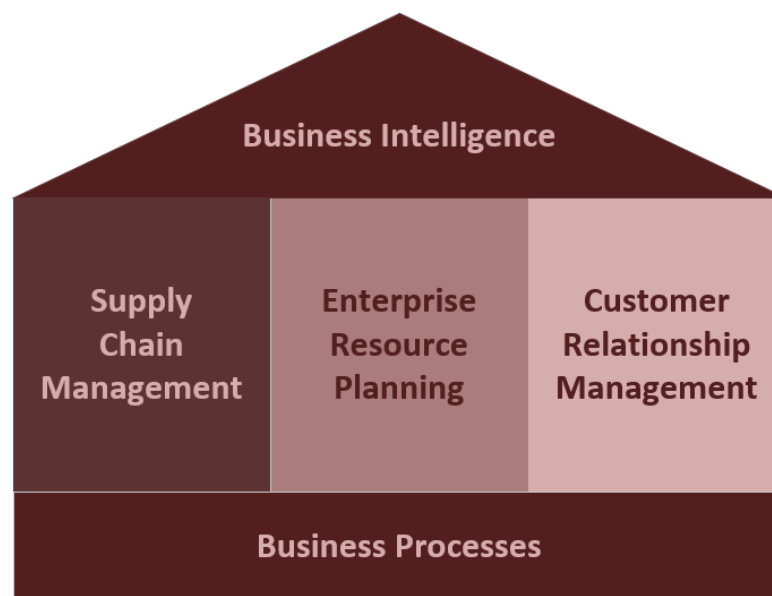 Business Intelligence
Supply
Chain
Management
Enterprise
Resource
Planning
Customer
Relationship
Management
Business Processes